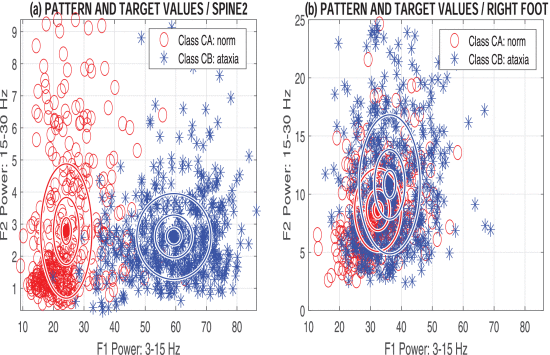 (a) PATTERN AND TARGET VALUES / SPINE2
Class CA: norm
Class CB: ataxia
F2 Power: 15-30 Hz
9
8
7
6
5
4
3
2
1
10 20 30 40 50 60 70 80
F1 Power: 3-15 Hz
(b) PATTERN AND TARGET VALUES / RIGHT FOOT
Class CA: norm
Class CB: ataxia
F2 Power: 15-30 Hz
25
20
15
10
5
0
10 20 30 40 50 60 70 80
F1 Power: 3-15 Hz